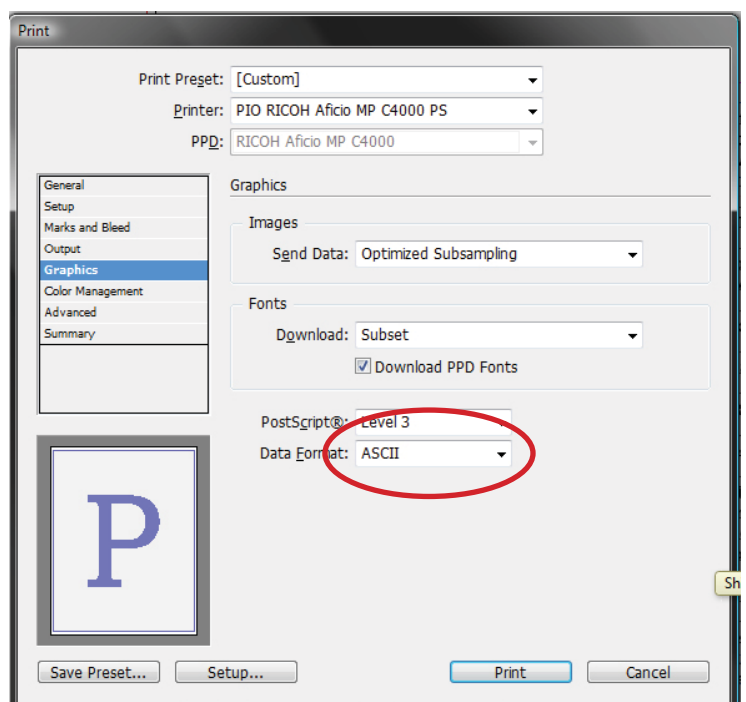 Print
Print Preset: [Custom]
Printer: PIO RICOH Aficio MP C4000 PS
PPD: RICOH Aficio MP C4000
General
Setup
Marks and Bleed
Output
Graphics
Color Management
Advanced
Summary
Graphics
Images
Send Data: Optimized Subsampling
Fonts
Download: Subset
Download PPD Fonts
PostScript®: Level 3
Data Format: ASCII
P
Sh
Save Preset... Setup... Print Cancel